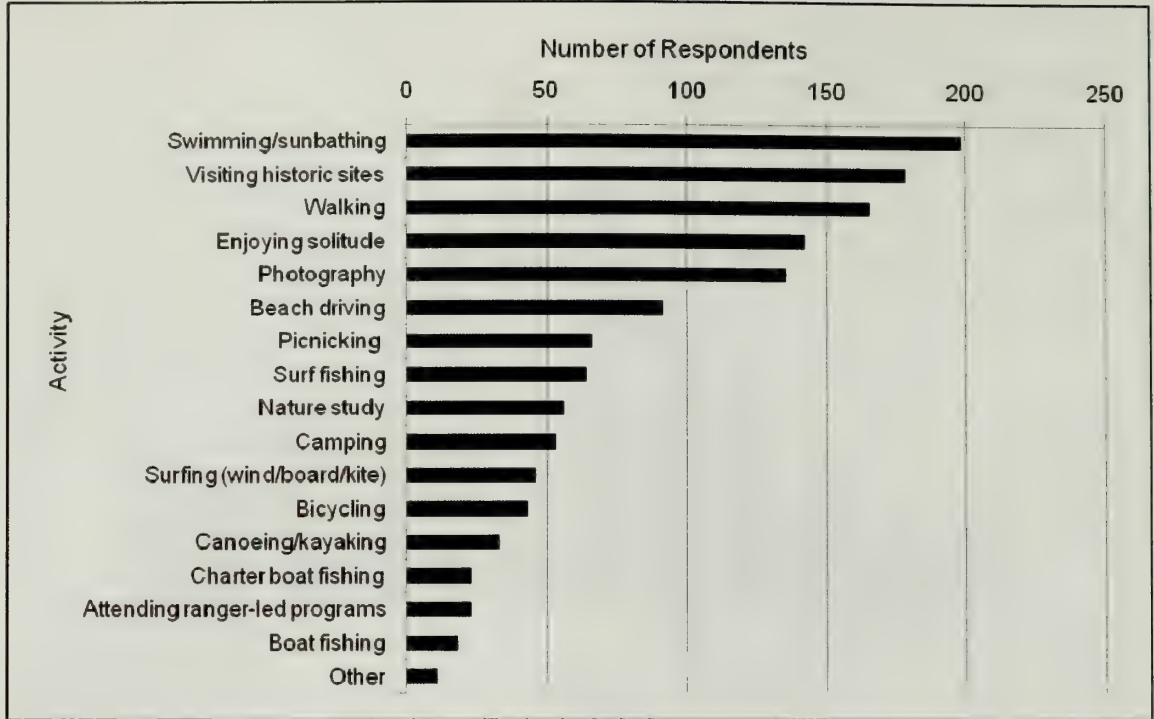 Number of Respondents
0 50 100 150 200 250
Activity
Swimming/sunbathing
Visiting historic sites
Walking
Enjoying solitude
Photography
Beach driving
Picnicking
Surf fishing
Nature study
Camping
Surfing (wind/board/kite)
Bicycling
Canoeing/kayaking
Charter boat fishing
Attending ranger-led programs
Boat fishing
Other